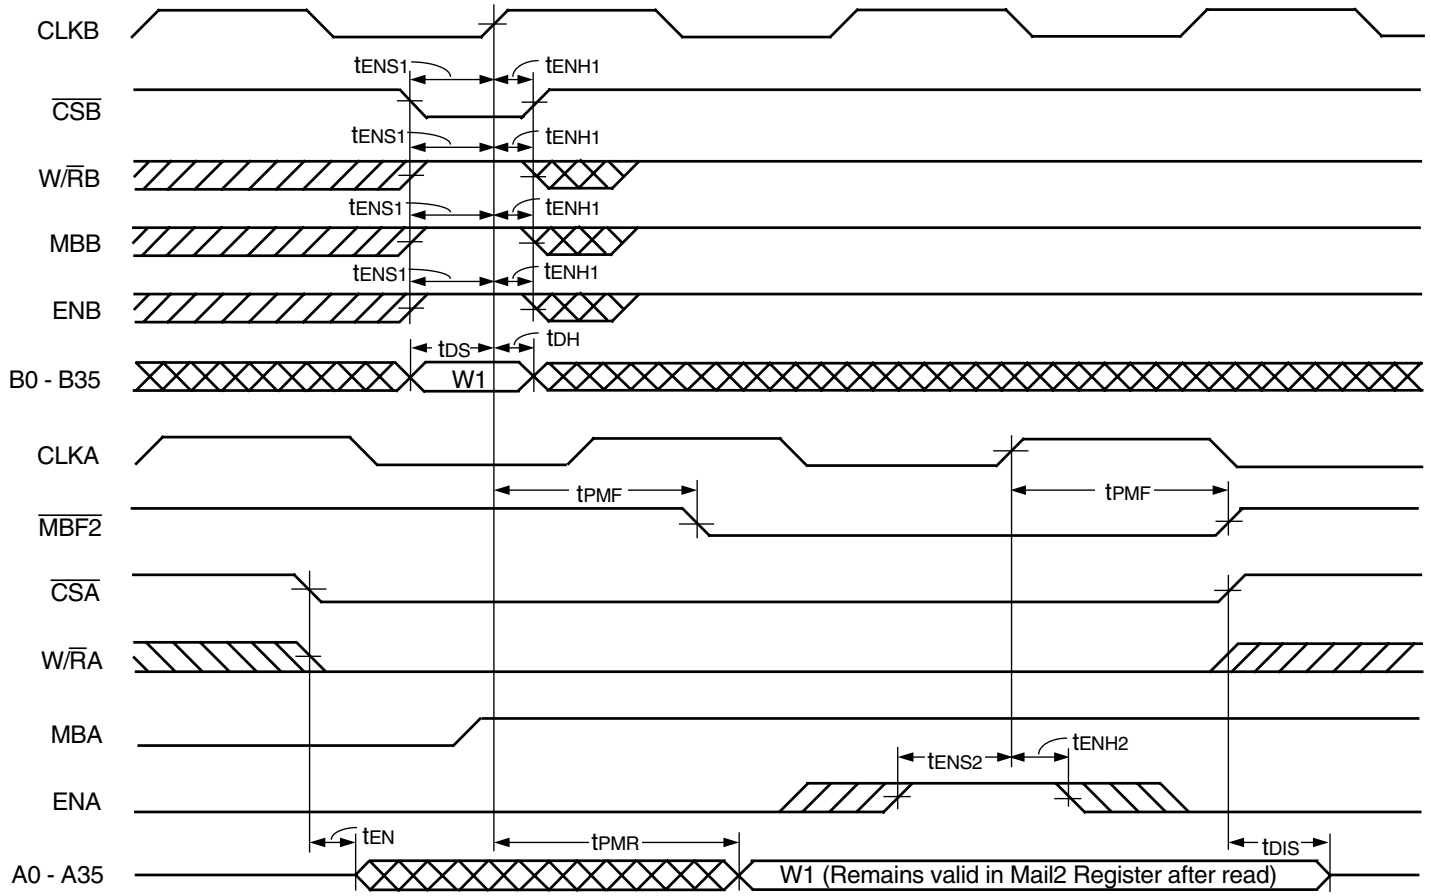 CLKB
tENS1 tENH1
CSB
tENS1 tENH1
W/RB
tENS1 tENH1
MBB
tENS1 tENH1
ENB
tDS tDH
B0 - B35 W1
CLKA
tPMF tPMF
MBF2
CSA
W/RA
MBA
tENS2 tENH2
ENA
tEN tPMR tDIS
A0 - A35 W1 (Remains valid in Mail2 Register after read)